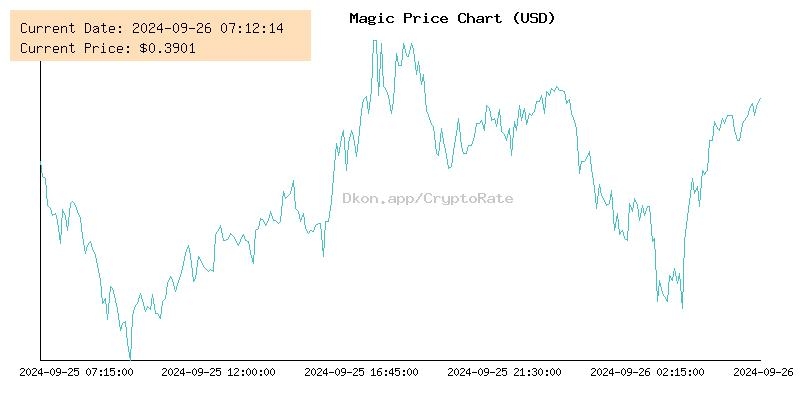 Magic Price Chart (USD)
Current Date: 2024-09-26 07:12:14
Current Price: $0.3901
Dkon.app/CryptoRate
2024-09-25 07:15:00
2024-09-25 12:00:00
2024-09-25 16:45:00
2024-09-25 21:30:00
2024-09-26 02:15:00
2024-09-26